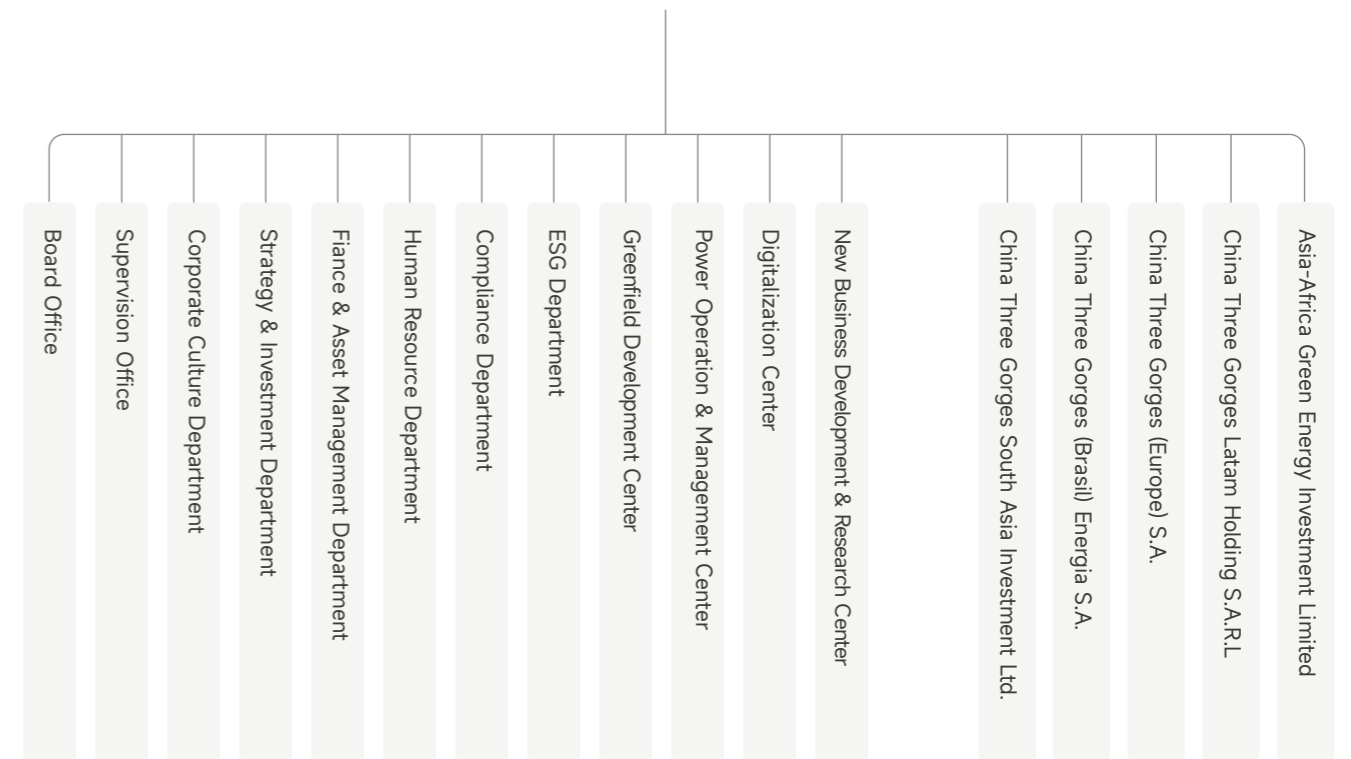 Board Office
Supervision Office
Corporate Culture Department
Strategy & Investment Department
Fiance & Asset Management Department
Human Resource Department
Compliance Department
ESG Department
Greenfield Development Center
Power Operation & Management Center
Digitalization Center
New Business Development & Research Center
China Three Gorges South Asia Investment Ltd.
China Three Gorges (Brasil) Energia S.A.
China Three Gorges (Europe) S.A.
China Three Gorges Latam Holding S.A.R.L
Asia-Africa Green Energy Investment Limited